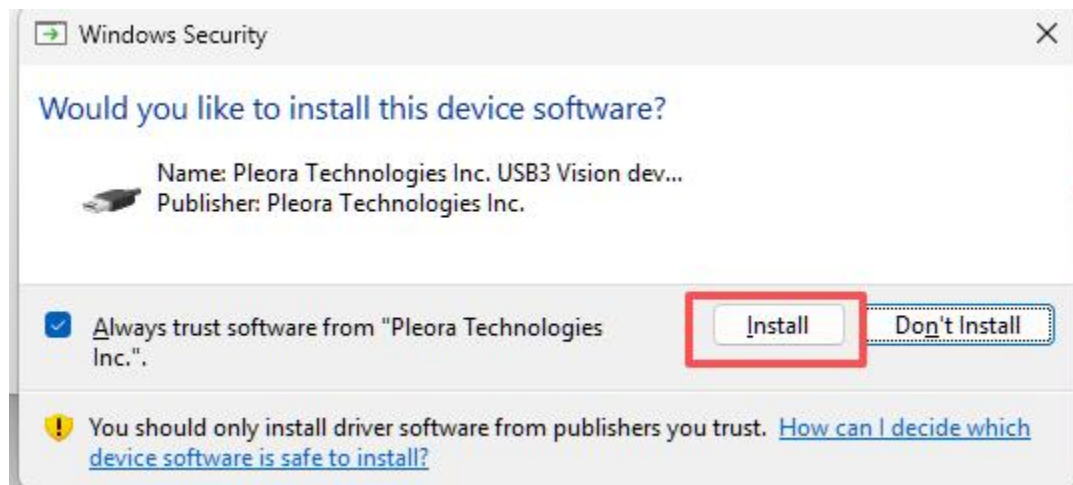 Windows Security
Would you like to install this device software?
Name: Pleora Technologies Inc. USB3 Vision dev...
Publisher: Pleora Technologies Inc.
Always trust software from "Pleora Technologies
Inc.".
Install
Don't Install
You should only install driver software from publishers you trust. How can I decide which
device software is safe to install?